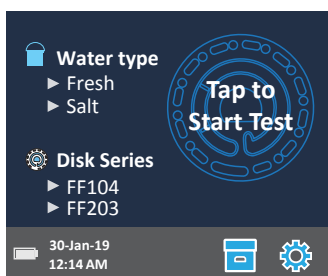 Water type
Fresh
Salt
Tap to
Start Test
Disk Series
FF104
FF203
30-Jan-19
12:14 AM